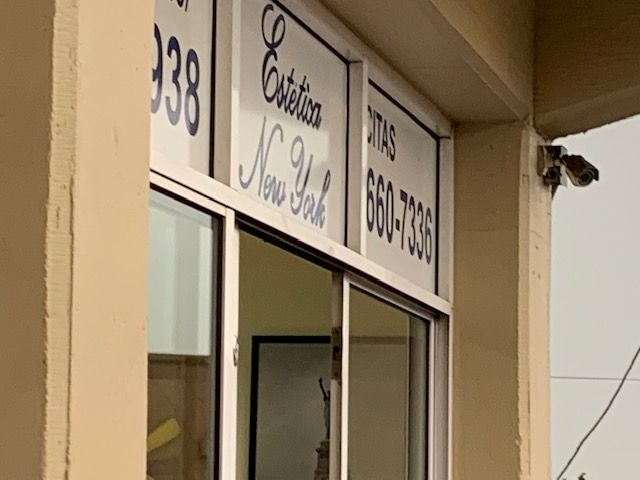 938
Estética
New York
CITAS
660-7336